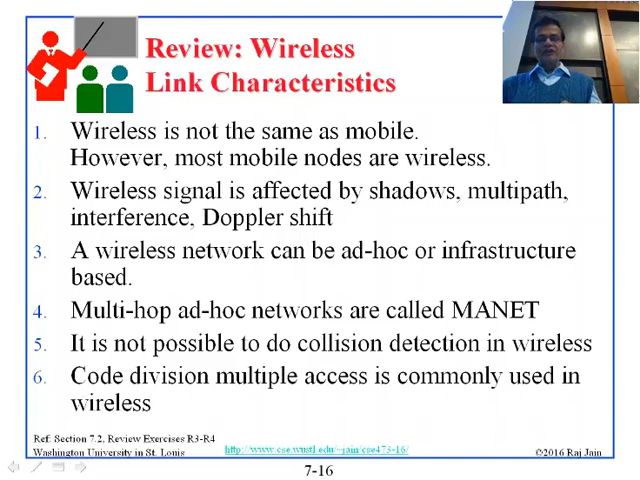 Review: Wireless
Link Characteristics
1. Wireless is not the same as mobile.
However, most mobile nodes are wireless.
2. Wireless signal is affected by shadows, multipath,
interference, Doppler shift
3. A wireless network can be ad-hoc or infrastructure
based.
4. Multi-hop ad-hoc networks are called MANET
5. It is not possible to do collision detection in wireless
6. Code division multiple access is commonly used in
wireless
Ref: Section 7.2, Review Exercises R3-R4
Washington University in St. Louis http://www.cse.wustl.edu/~jain/cse473-16/ ©2016 Raj Jain
7-16